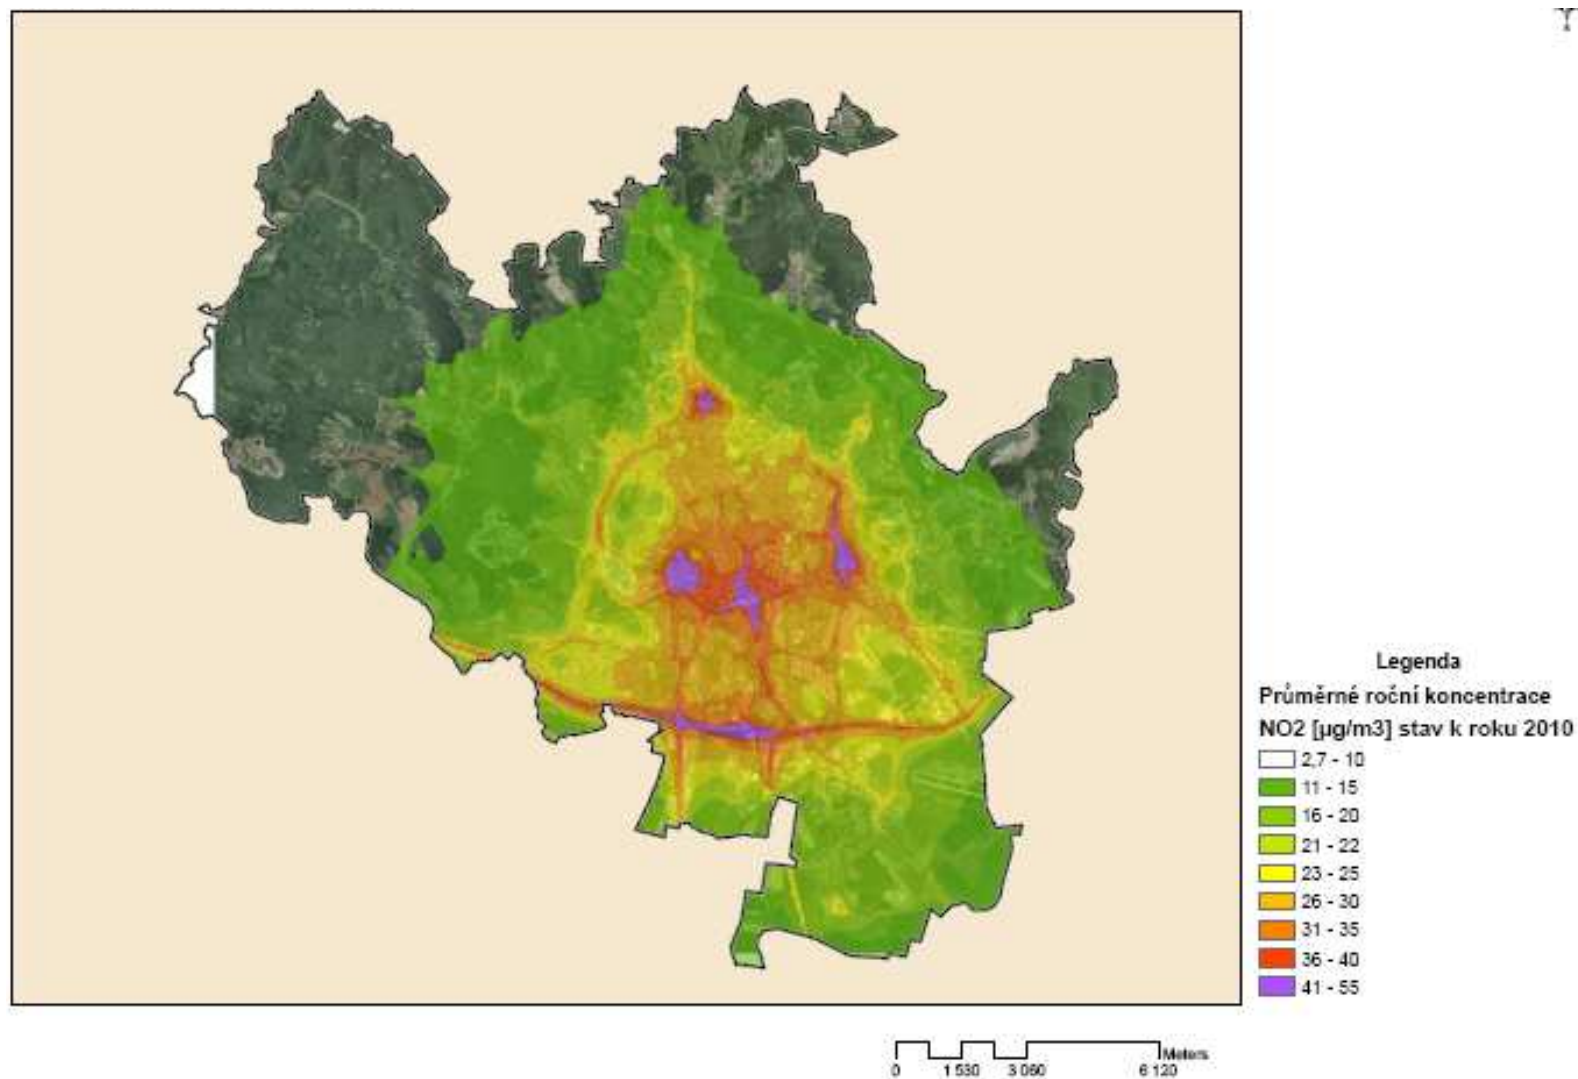 Legenda
Průměrné roční koncentrace
NO2 [µg/m3] stav k roku 2010
2,7 - 10
11 - 15
16 - 20
21 - 22
23 - 25
26 - 30
31 - 35
36 - 40
41 - 55
Meters
0 1 530 3 060 6 120